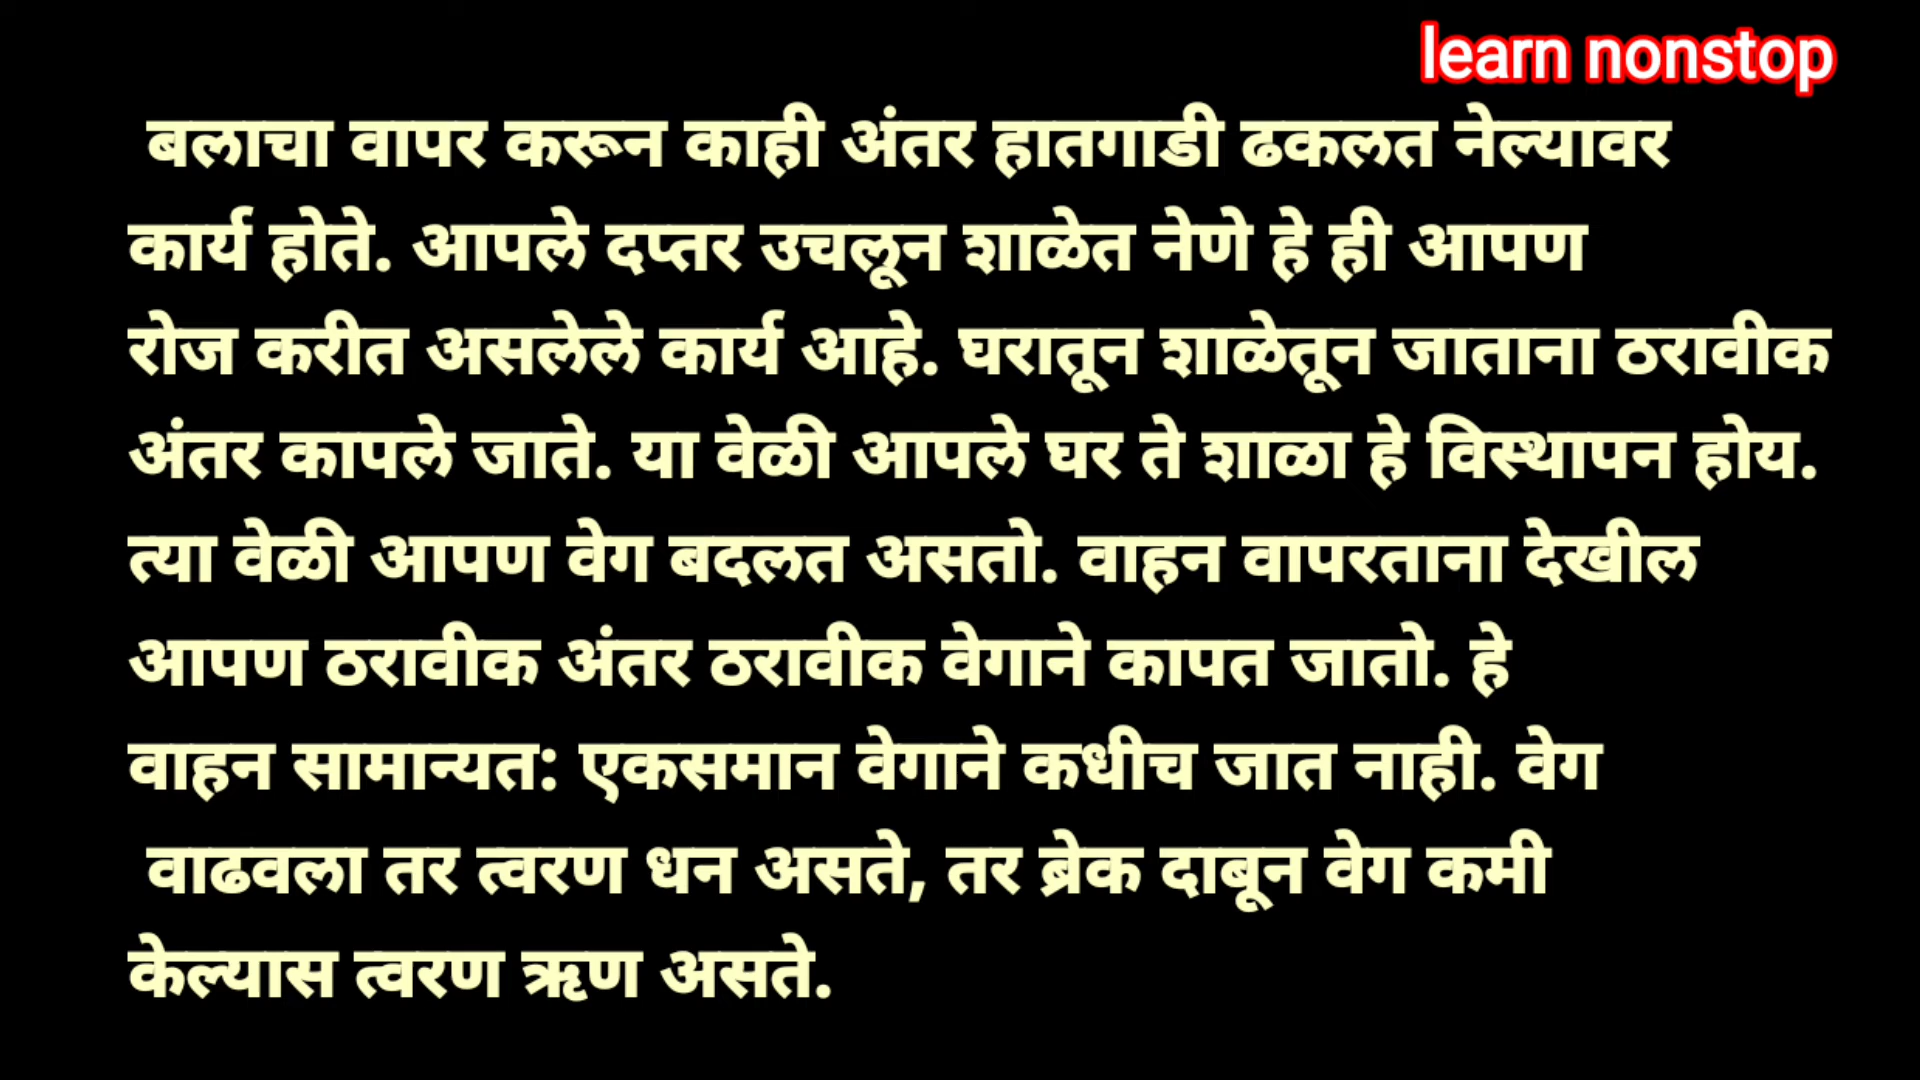 learn nonstop
बलाचा वापर करून काही अंतर हातगाडी ढकलत नेल्यावर
कार्य होते. आपले दप्तर उचलून शाळेत नेणे हे ही आपण
रोज करीत असलेले कार्य आहे. घरातून शाळेतून जाताना ठरावीक
अंतर कापले जाते. या वेळी आपले घर ते शाळा हे विस्थापन होय.
त्या वेळी आपण वेग बदलत असतो. वाहन वापरताना देखील
आपण ठरावीक अंतर ठरावीक वेगाने कापत जातो. हे
वाहन सामान्यत: एकसमान वेगाने कधीच जात नाही. वेग
वाढवला तर त्वरण धन असते, तर ब्रेक दाबून वेग कमी
केल्यास त्वरण ऋण असते.